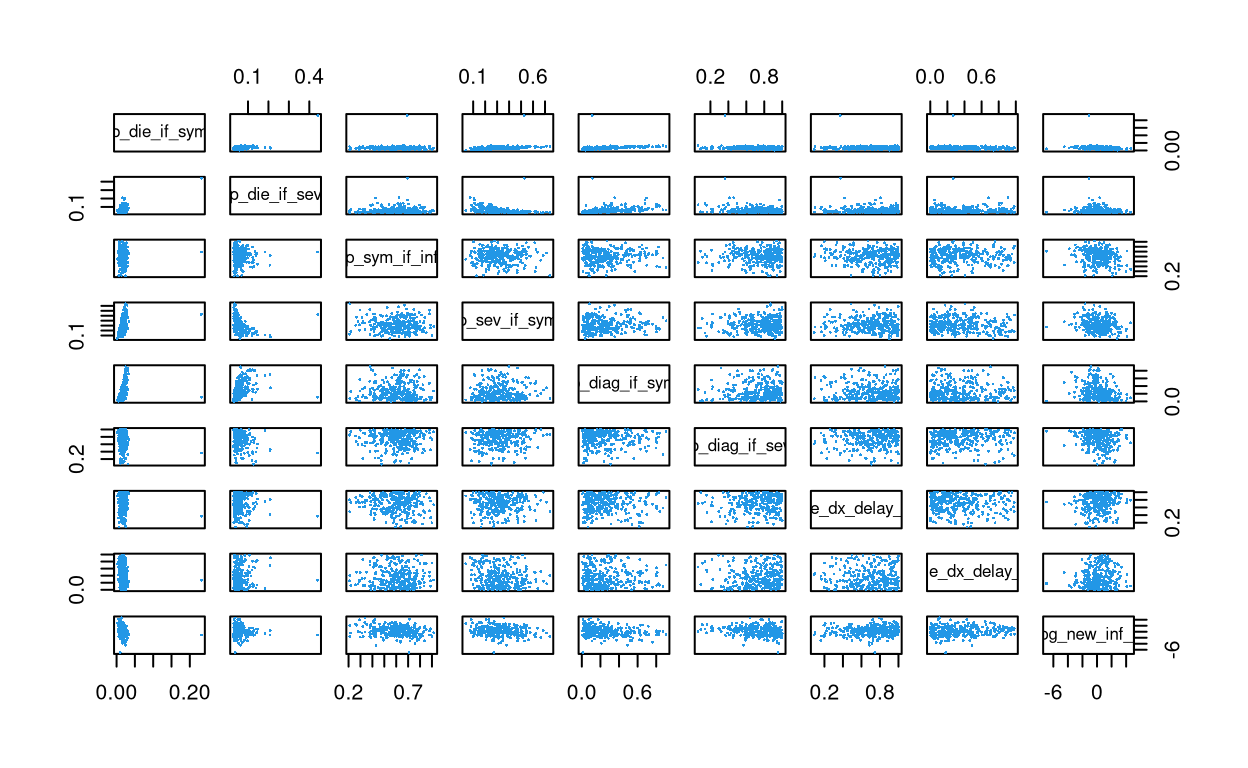 0.1 0.4 0.1 0.6 0.2 0.8 0.0 0.6
p_die_if_sym 0.00
0.1 p_die_if_sev
p_sym_if_inf 0.2
0.1 p_sev_if_sym
_diag_if_sym 0.0
0.2 p_diag_if_sev
e_dx_delay_ 0.2
0.0 e_dx_delay_
og_new_inf_ -6
0.00 0.20 0.2 0.7 0.0 0.6 0.2 0.8 -6 0